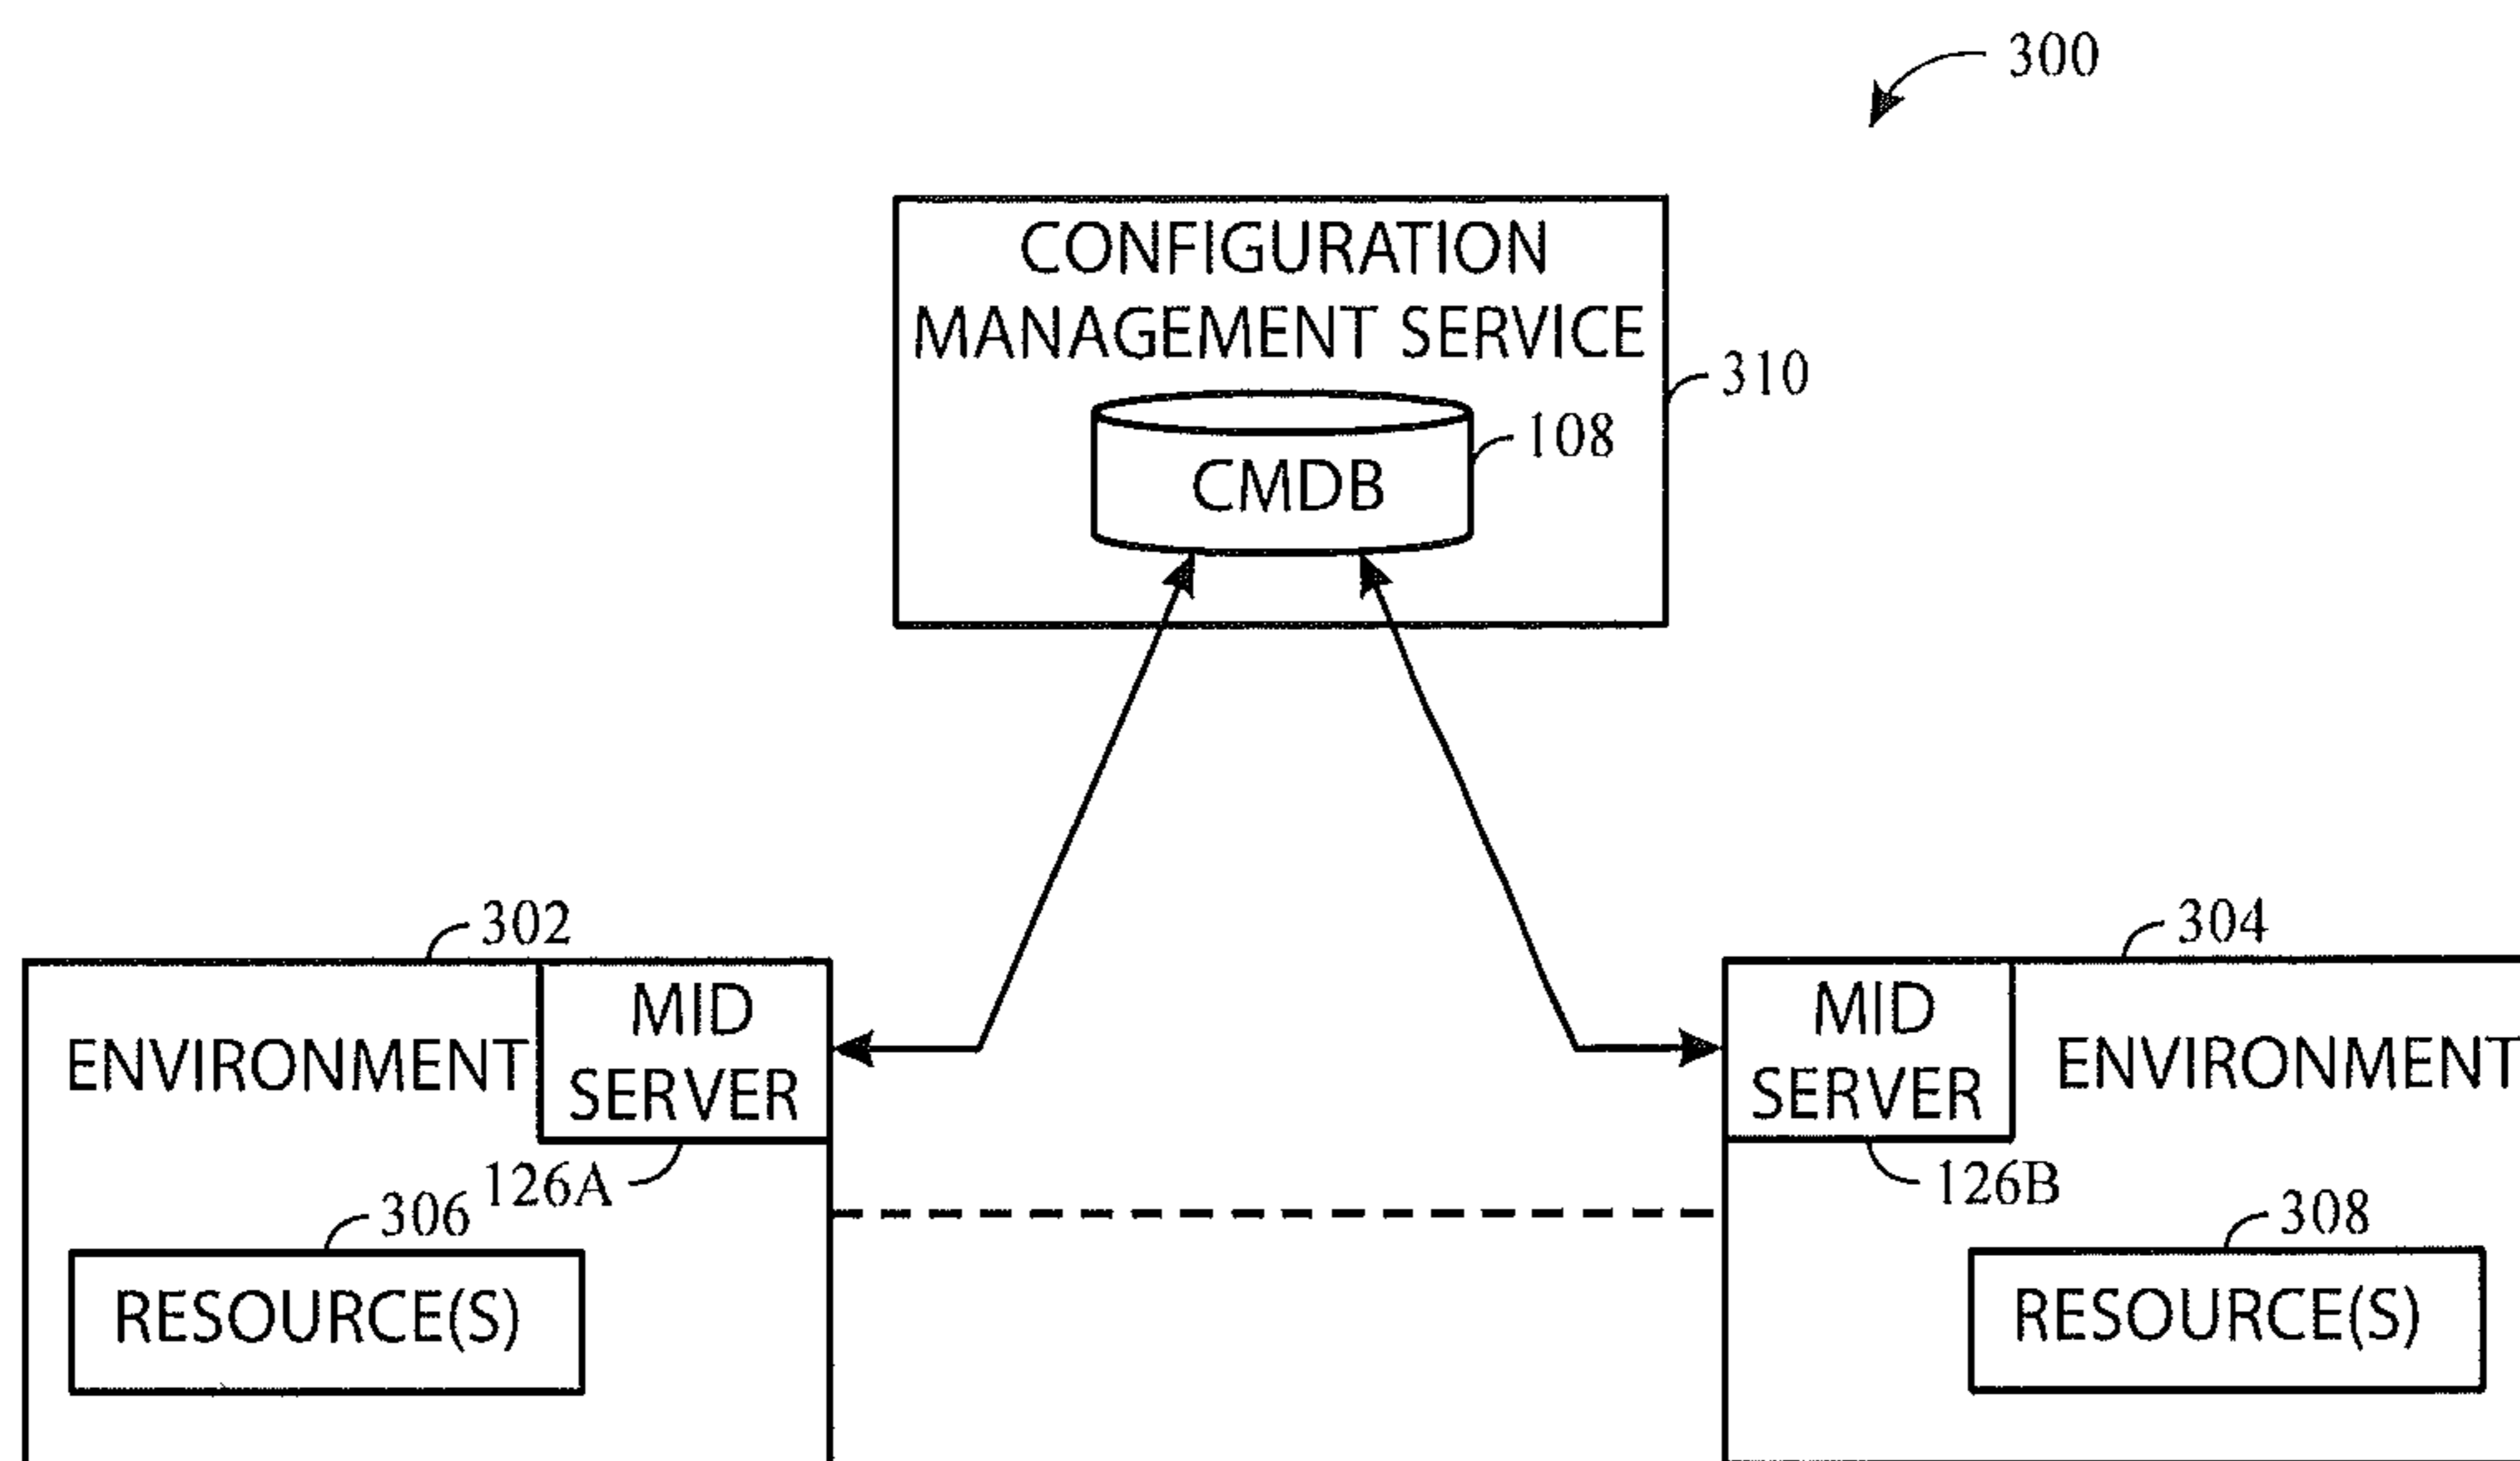 300
CONFIGURATION
MANAGEMENT SERVICE
310
108
CMDB
302
304
MID
SERVER
ENVIRONMENT
MID
SERVER
ENVIRONMENT
126A
126B
306
308
RESOURCE(S)
RESOURCE(S)